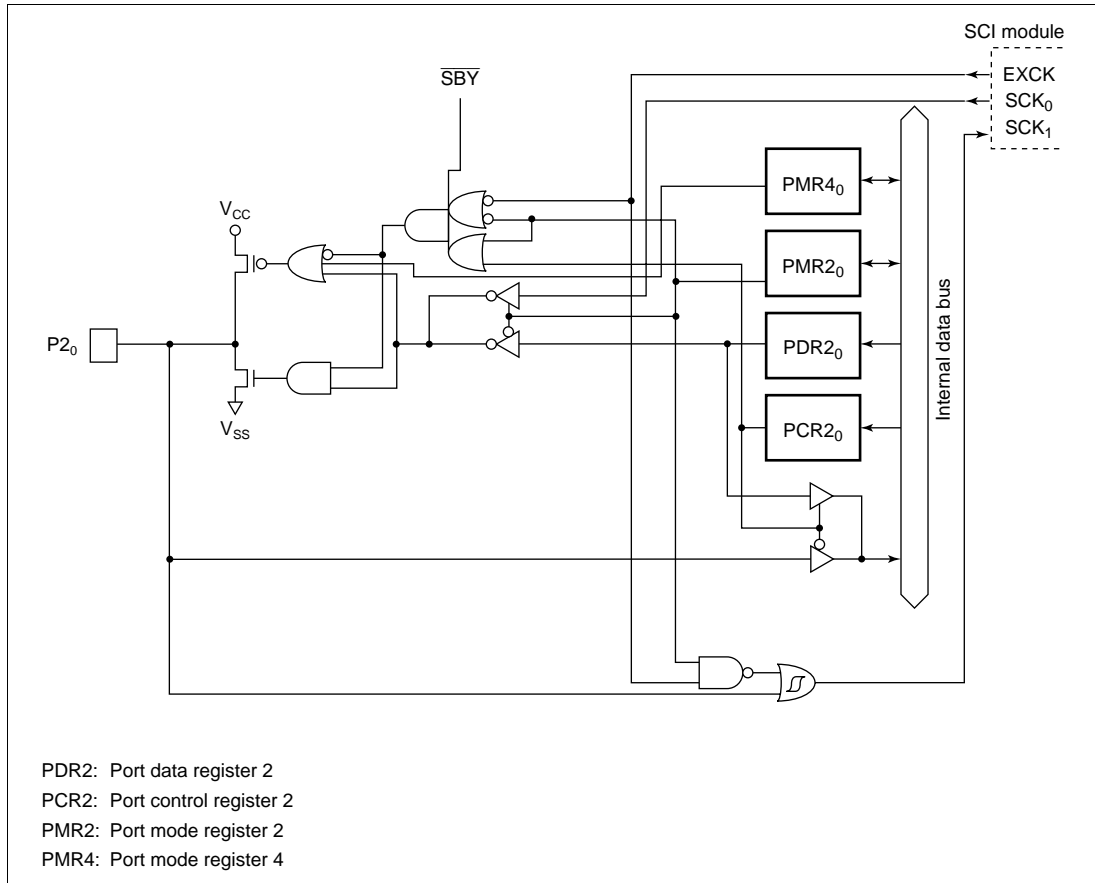 SCI module
SBY
EXCK
SCK0
SCK1
PMR40
VCC
PMR20
P20
PDR20
Internal data bus
VSS
PCR20
PDR2: Port data register 2
PCR2: Port control register 2
PMR2: Port mode register 2
PMR4: Port mode register 4